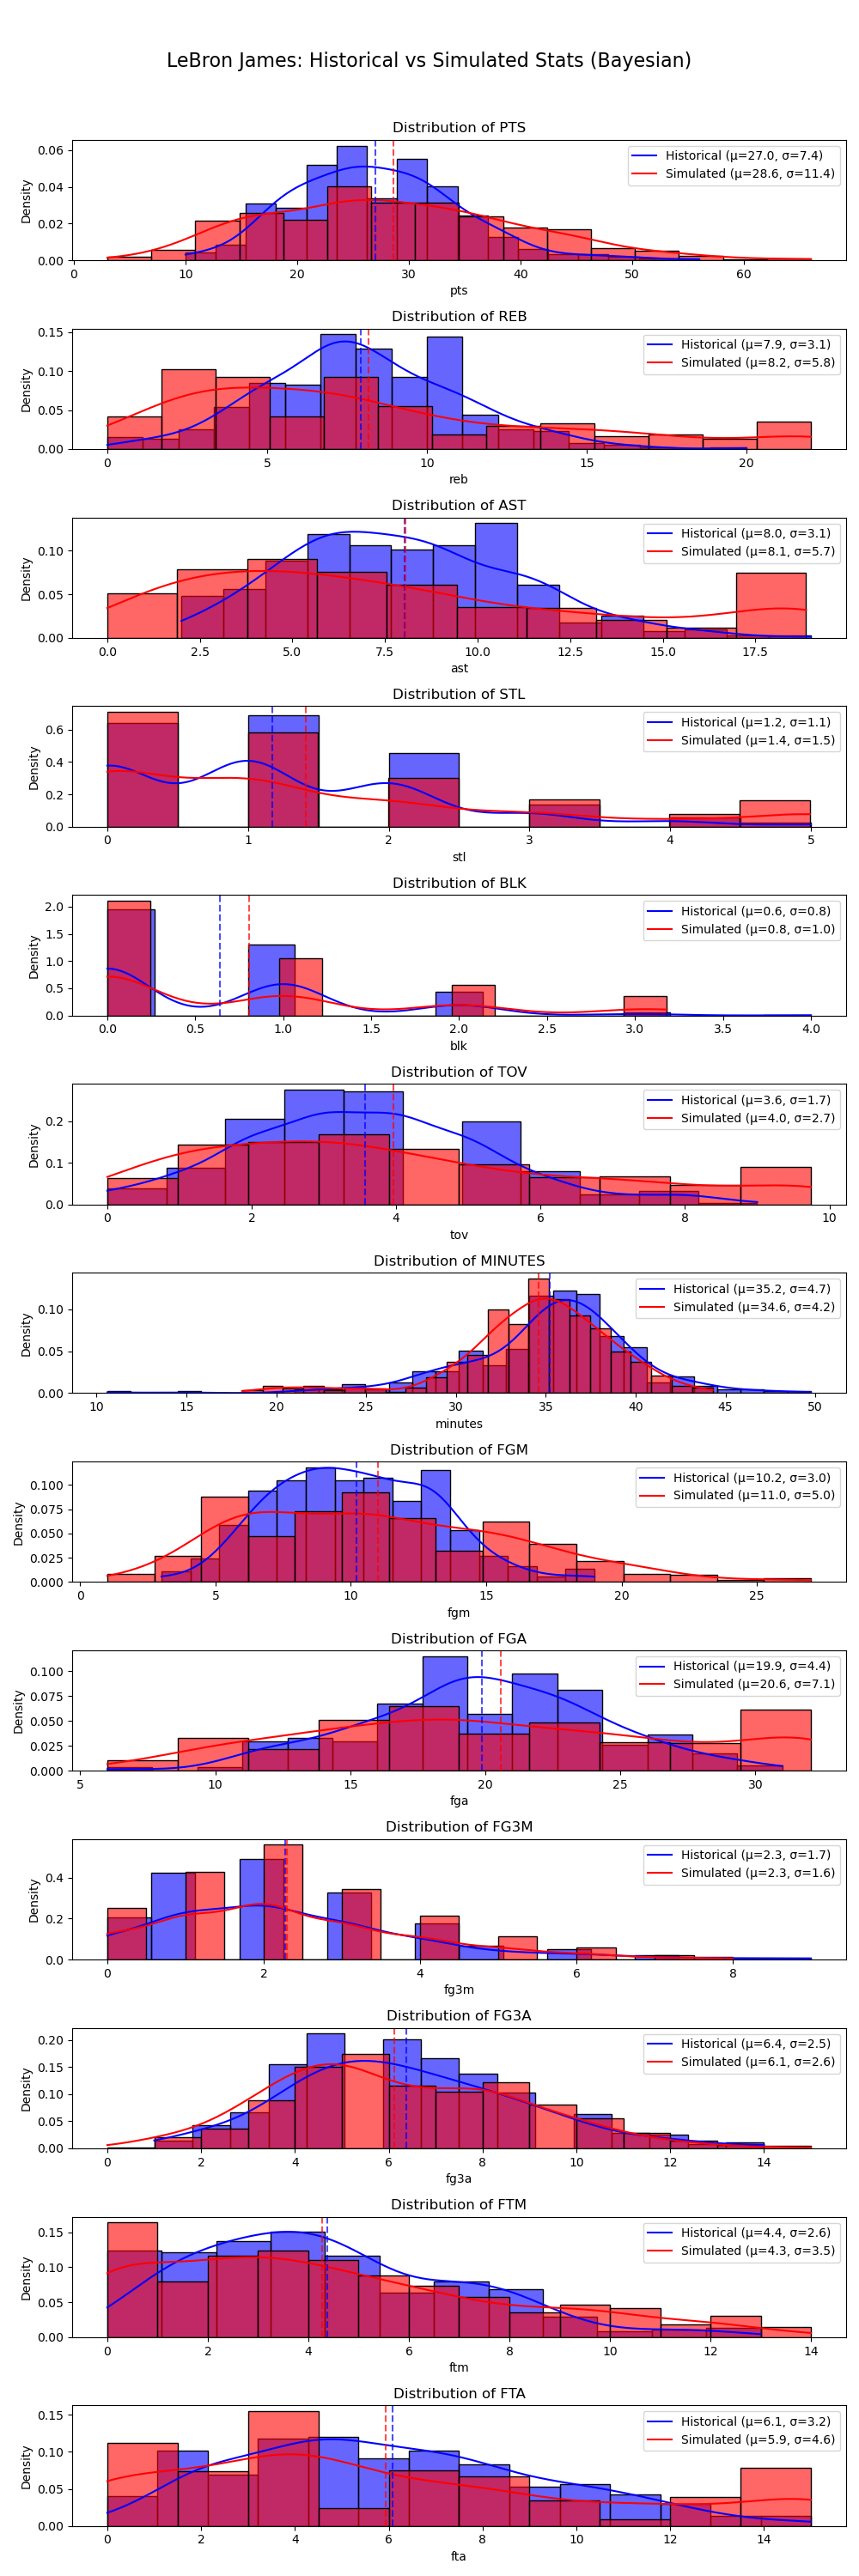 LeBron James: Historical vs Simulated Stats (Bayesian)
Distribution of PTS
Density
0.06
0.04
0.02
0.00
Historical (μ=27.0, σ=7.4)
Simulated (μ=28.6, σ=11.4)
0 10 20 30 40 50 60
pts
Distribution of REB
Density
0.15
0.10
0.05
0.00
Historical (μ=7.9, σ=3.1)
Simulated (μ=8.2, σ=5.8)
0 5 10 15 20
reb
Distribution of AST
Density
0.10
0.05
0.00
Historical (μ=8.0, σ=3.1)
Simulated (μ=8.1, σ=5.7)
0.0 2.5 5.0 7.5 10.0 12.5 15.0 17.5
ast
Distribution of STL
Density
0.6
0.4
0.2
0.0
Historical (μ=1.2, σ=1.1)
Simulated (μ=1.4, σ=1.5)
0 1 2 3 4 5
stl
Distribution of BLK
Density
2.0
1.5
1.0
0.5
0.0
Historical (μ=0.6, σ=0.8)
Simulated (μ=0.8, σ=1.0)
0.0 0.5 1.0 1.5 2.0 2.5 3.0 3.5 4.0
blk
Distribution of TOV
Density
0.2
0.1
0.0
Historical (μ=3.6, σ=1.7)
Simulated (μ=4.0, σ=2.7)
0 2 4 6 8 10
tov
Distribution of MINUTES
Density
0.10
0.05
0.00
Historical (μ=35.2, σ=4.7)
Simulated (μ=34.6, σ=4.2)
10 15 20 25 30 35 40 45 50
minutes
Distribution of FGM
Density
0.100
0.075
0.050
0.025
0.000
Historical (μ=10.2, σ=3.0)
Simulated (μ=11.0, σ=5.0)
0 5 10 15 20 25
fgm
Distribution of FGA
Density
0.100
0.075
0.050
0.025
0.000
Historical (μ=19.9, σ=4.4)
Simulated (μ=20.6, σ=7.1)
5 10 15 20 25 30
fga
Distribution of FG3M
Density
0.4
0.2
0.0
Historical (μ=2.3, σ=1.7)
Simulated (μ=2.3, σ=1.6)
0 2 4 6 8
fg3m
Distribution of FG3A
Density
0.20
0.15
0.10
0.05
0.00
Historical (μ=6.4, σ=2.5)
Simulated (μ=6.1, σ=2.6)
0 2 4 6 8 10 12 14
fg3a
Distribution of FTM
Density
0.15
0.10
0.05
0.00
Historical (μ=4.4, σ=2.6)
Simulated (μ=4.3, σ=3.5)
0 2 4 6 8 10 12 14
ftm
Distribution of FTA
Density
0.15
0.10
0.05
0.00
Historical (μ=6.1, σ=3.2)
Simulated (μ=5.9, σ=4.6)
0 2 4 6 8 10 12 14
fta